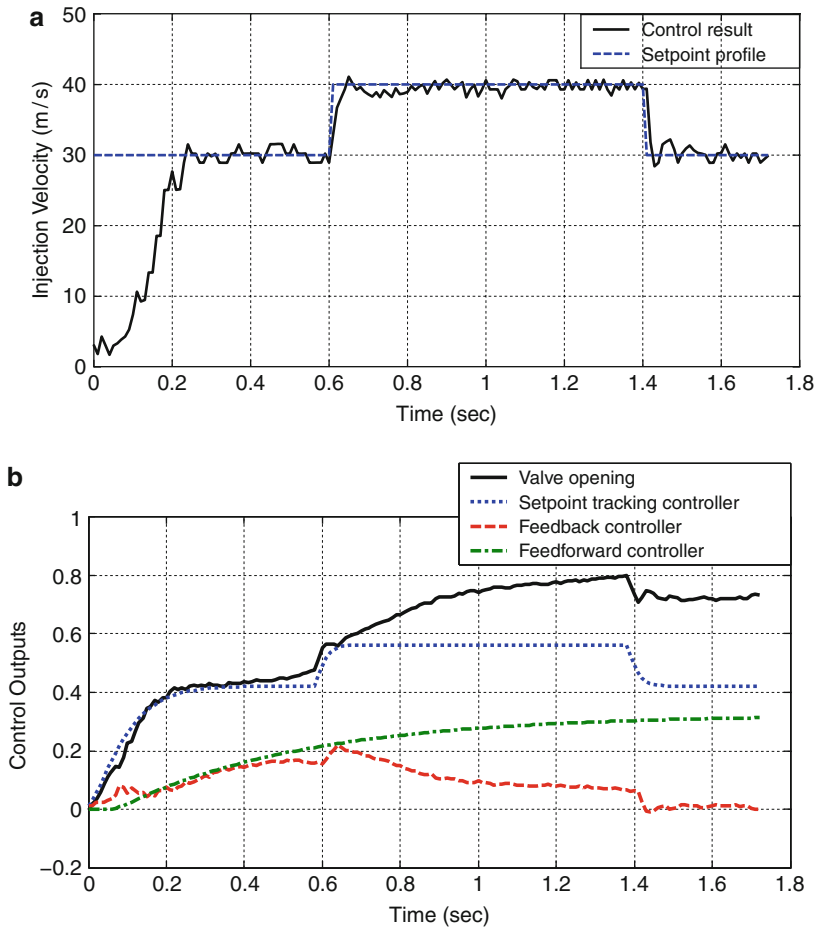 a
50
40
30
20
10
0
Injection Velocity (m / s)
Control result
Setpoint profile
0 0.2 0.4 0.6 0.8 1 1.2 1.4 1.6 1.8
Time (sec)
b
Valve opening
Setpoint tracking controller
Feedback controller
Feedforward controller
1
0.8
0.6
0.4
0.2
0
−0.2
Control Outputs
0 0.2 0.4 0.6 0.8 1 1.2 1.4 1.6 1.8
Time (sec)